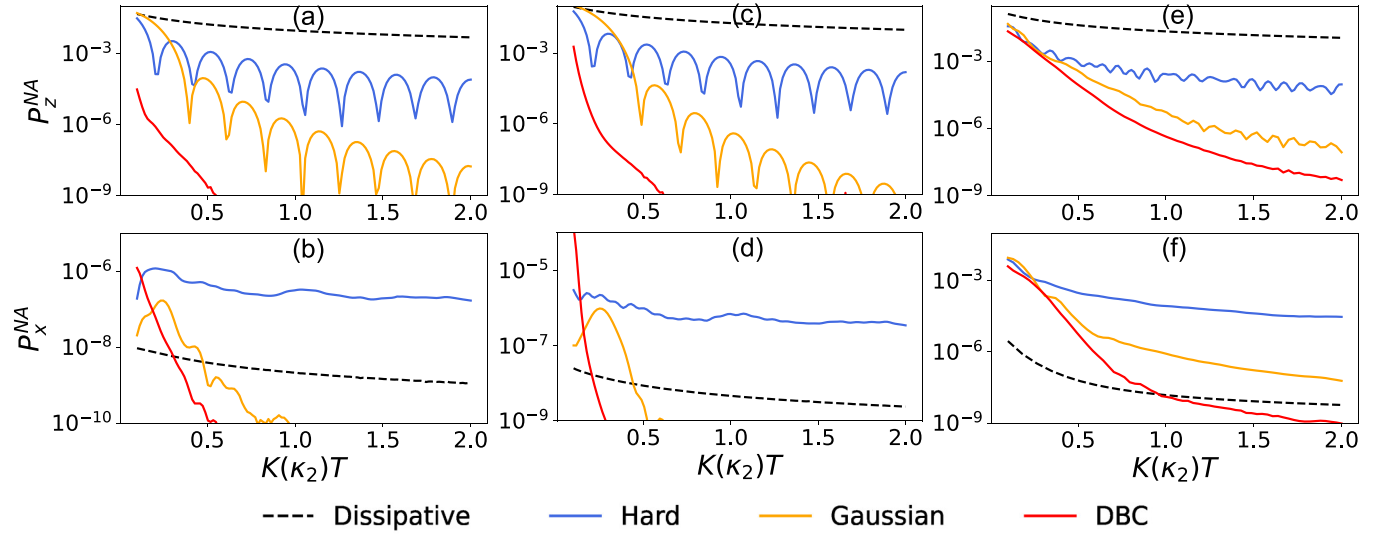 (a) (c) (e)
P_z^{NA}
10^{-3}
10^{-6}
10^{-9}
0.5 1.0 1.5 2.0
10^{-3}
10^{-6}
10^{-9}
0.5 1.0 1.5 2.0
10^{-3}
10^{-6}
10^{-9}
0.5 1.0 1.5 2.0
(b) (d) (f)
P_x^{NA}
10^{-6}
10^{-8}
10^{-10}
0.5 1.0 1.5 2.0
K(κ_2)T
10^{-5}
10^{-7}
10^{-9}
0.5 1.0 1.5 2.0
K(κ_2)T
10^{-3}
10^{-6}
10^{-9}
0.5 1.0 1.5 2.0
K(κ_2)T
Dissipative Hard Gaussian DBC